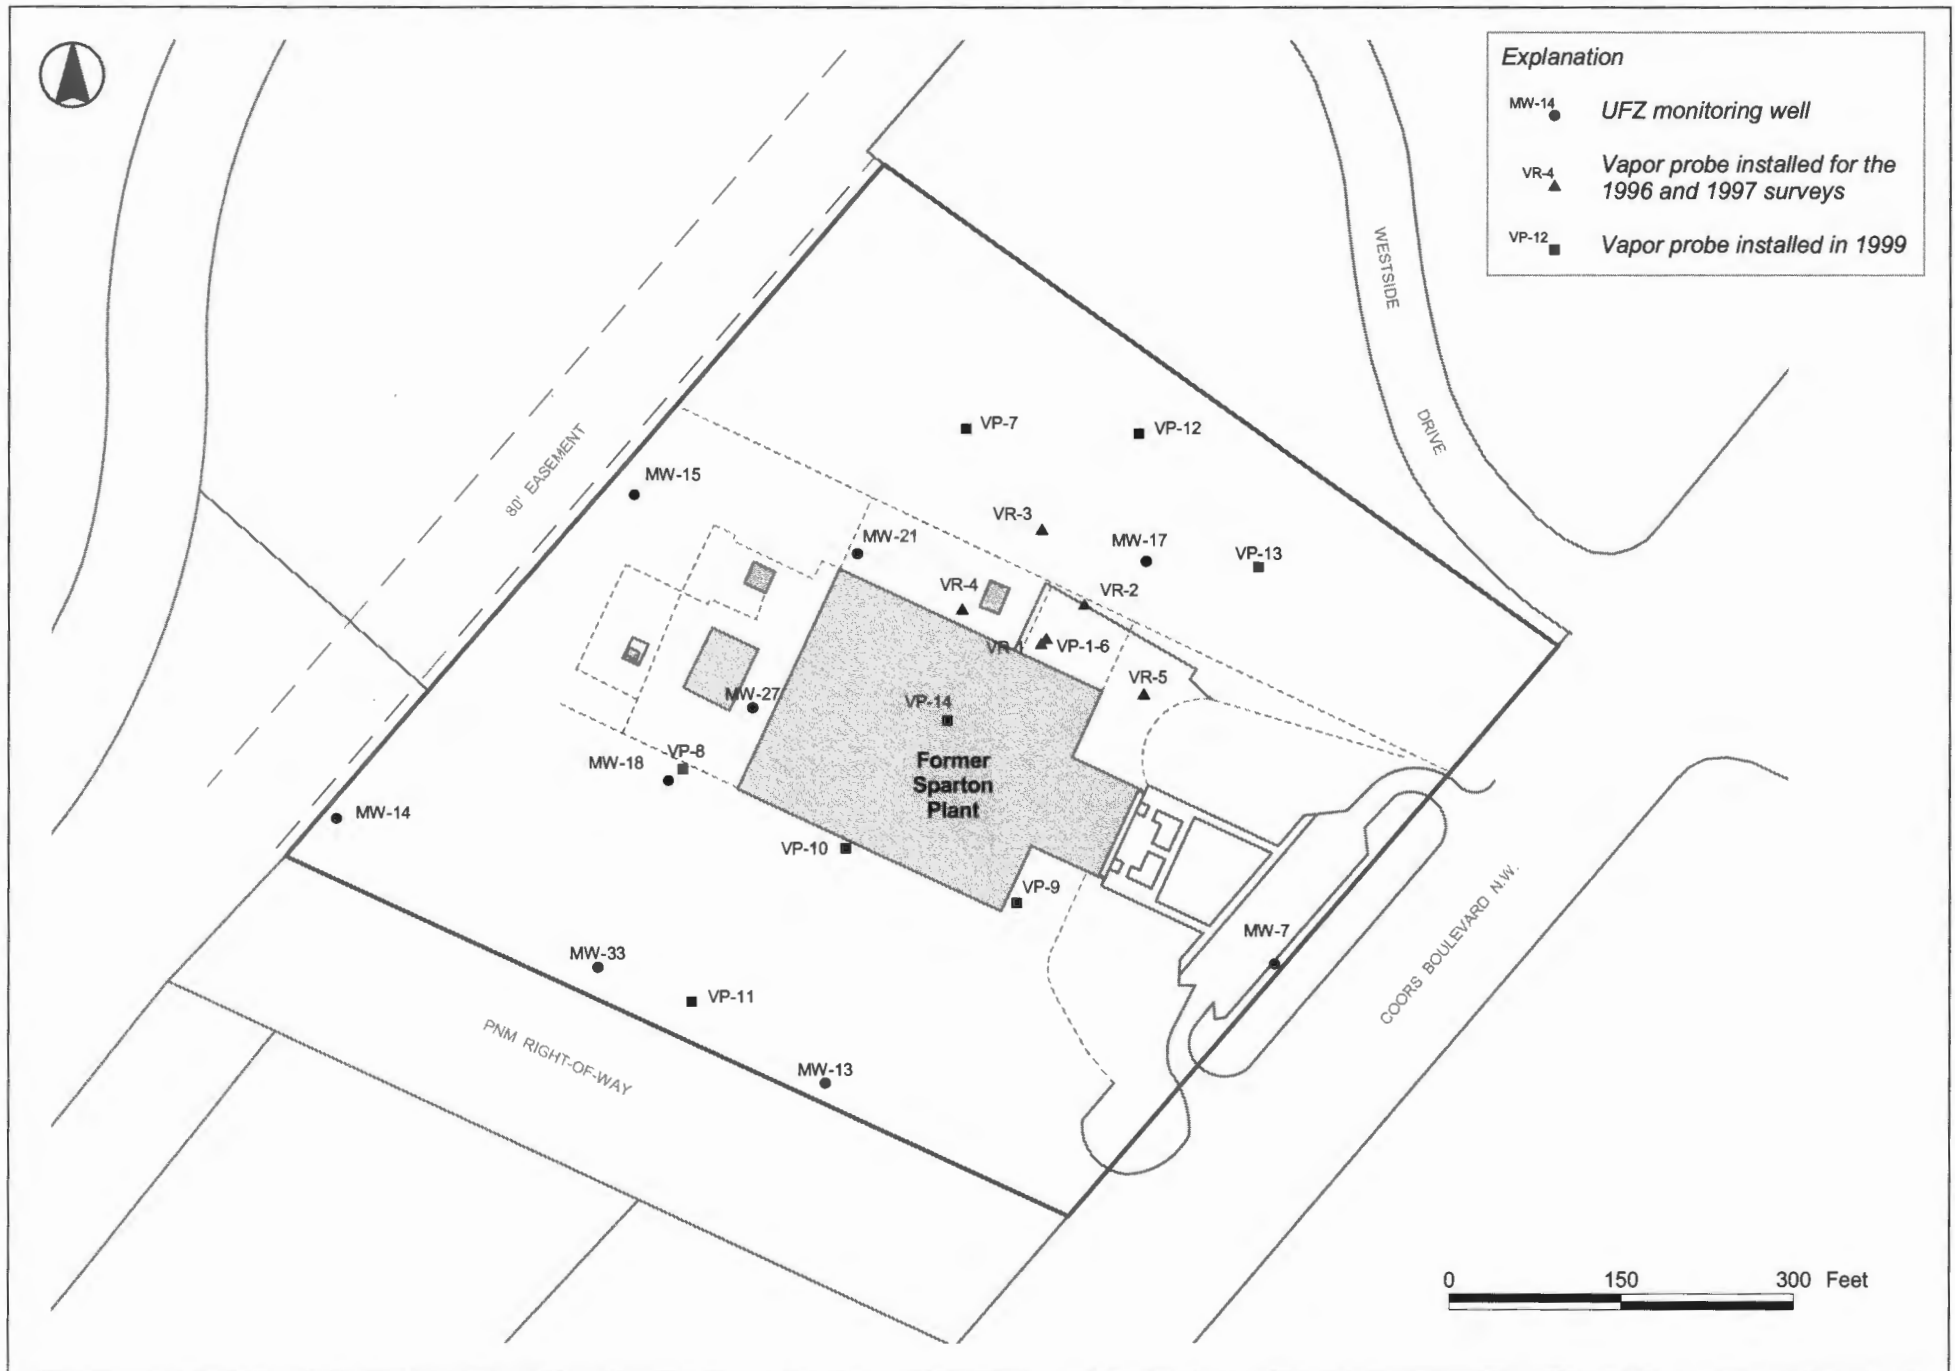 Explanation
MW-14
UFZ monitoring well
VR-4
Vapor probe installed for the
1996 and 1997 surveys
VP-12
Vapor probe installed in 1999
WESTSIDE
DRIVE
80' EASEMENT
VP-7
VP-12
MW-15
VR-3
MW-21
MW-17
VP-13
VR-4
VR-2
VR-1
VP-1-6
VR-5
MW-27
VP-14
VP-8
MW-18
Former
Sparton
Plant
MW-14
VP-10
VP-9
MW-7
COORS BOULEVARD N.W.
MW-33
VP-11
PNM RIGHT-OF-WAY
MW-13
0 150 300 Feet